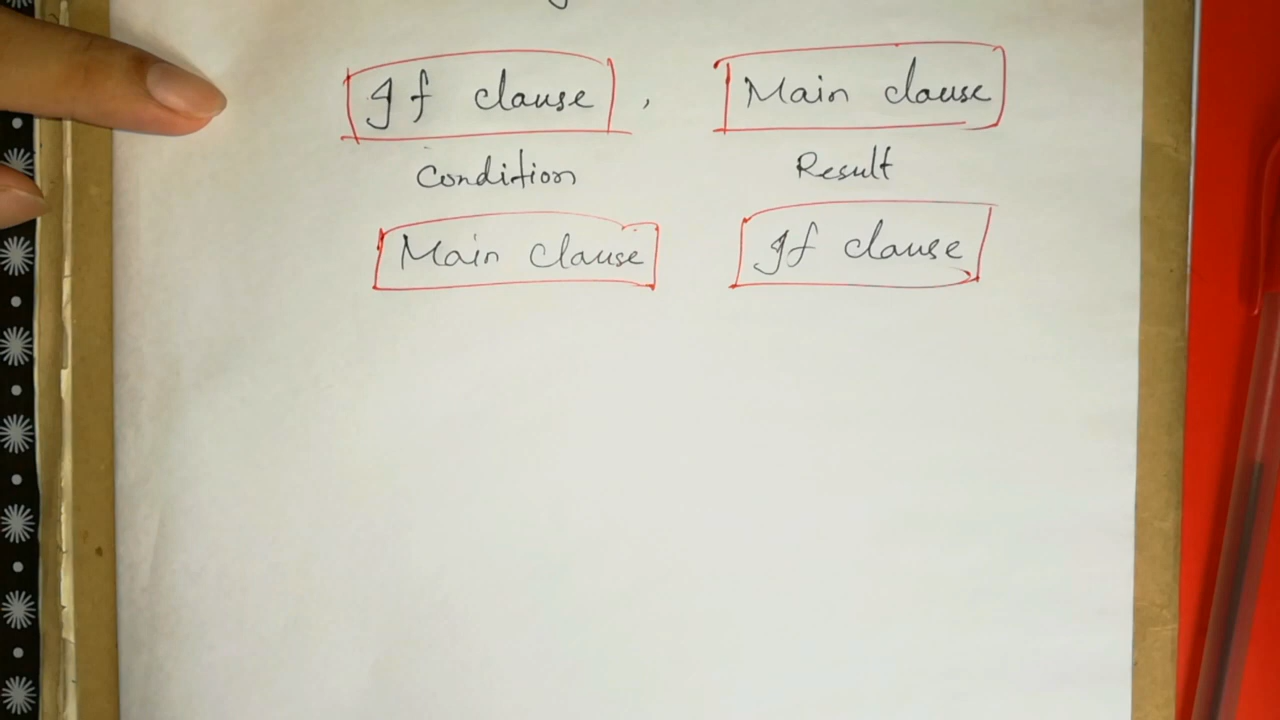 If clause , Main clause
Condition Result
Main clause If clause